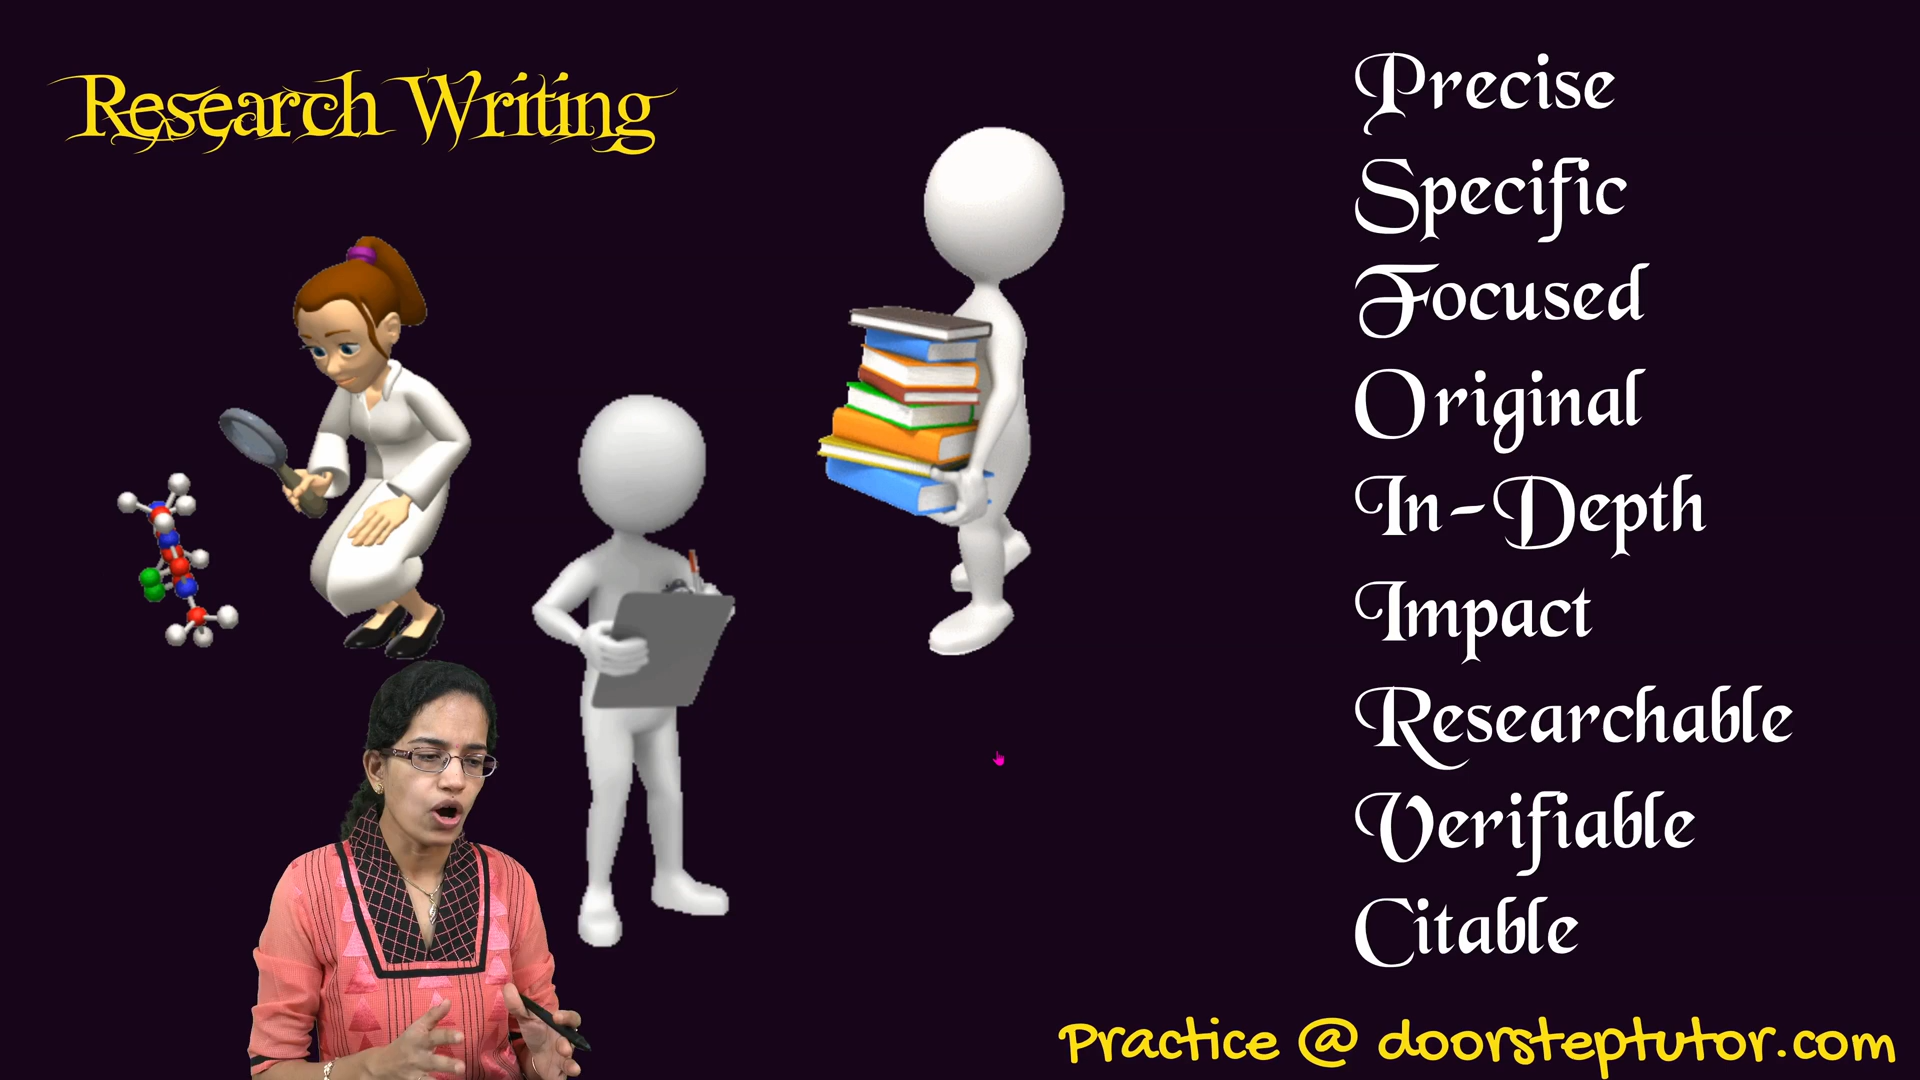 Research Writing
Precise
Specific
Focused
Original
In-Depth
Impact
Researchable
Verifiable
Citable
Practice @ doorsteptutor.com